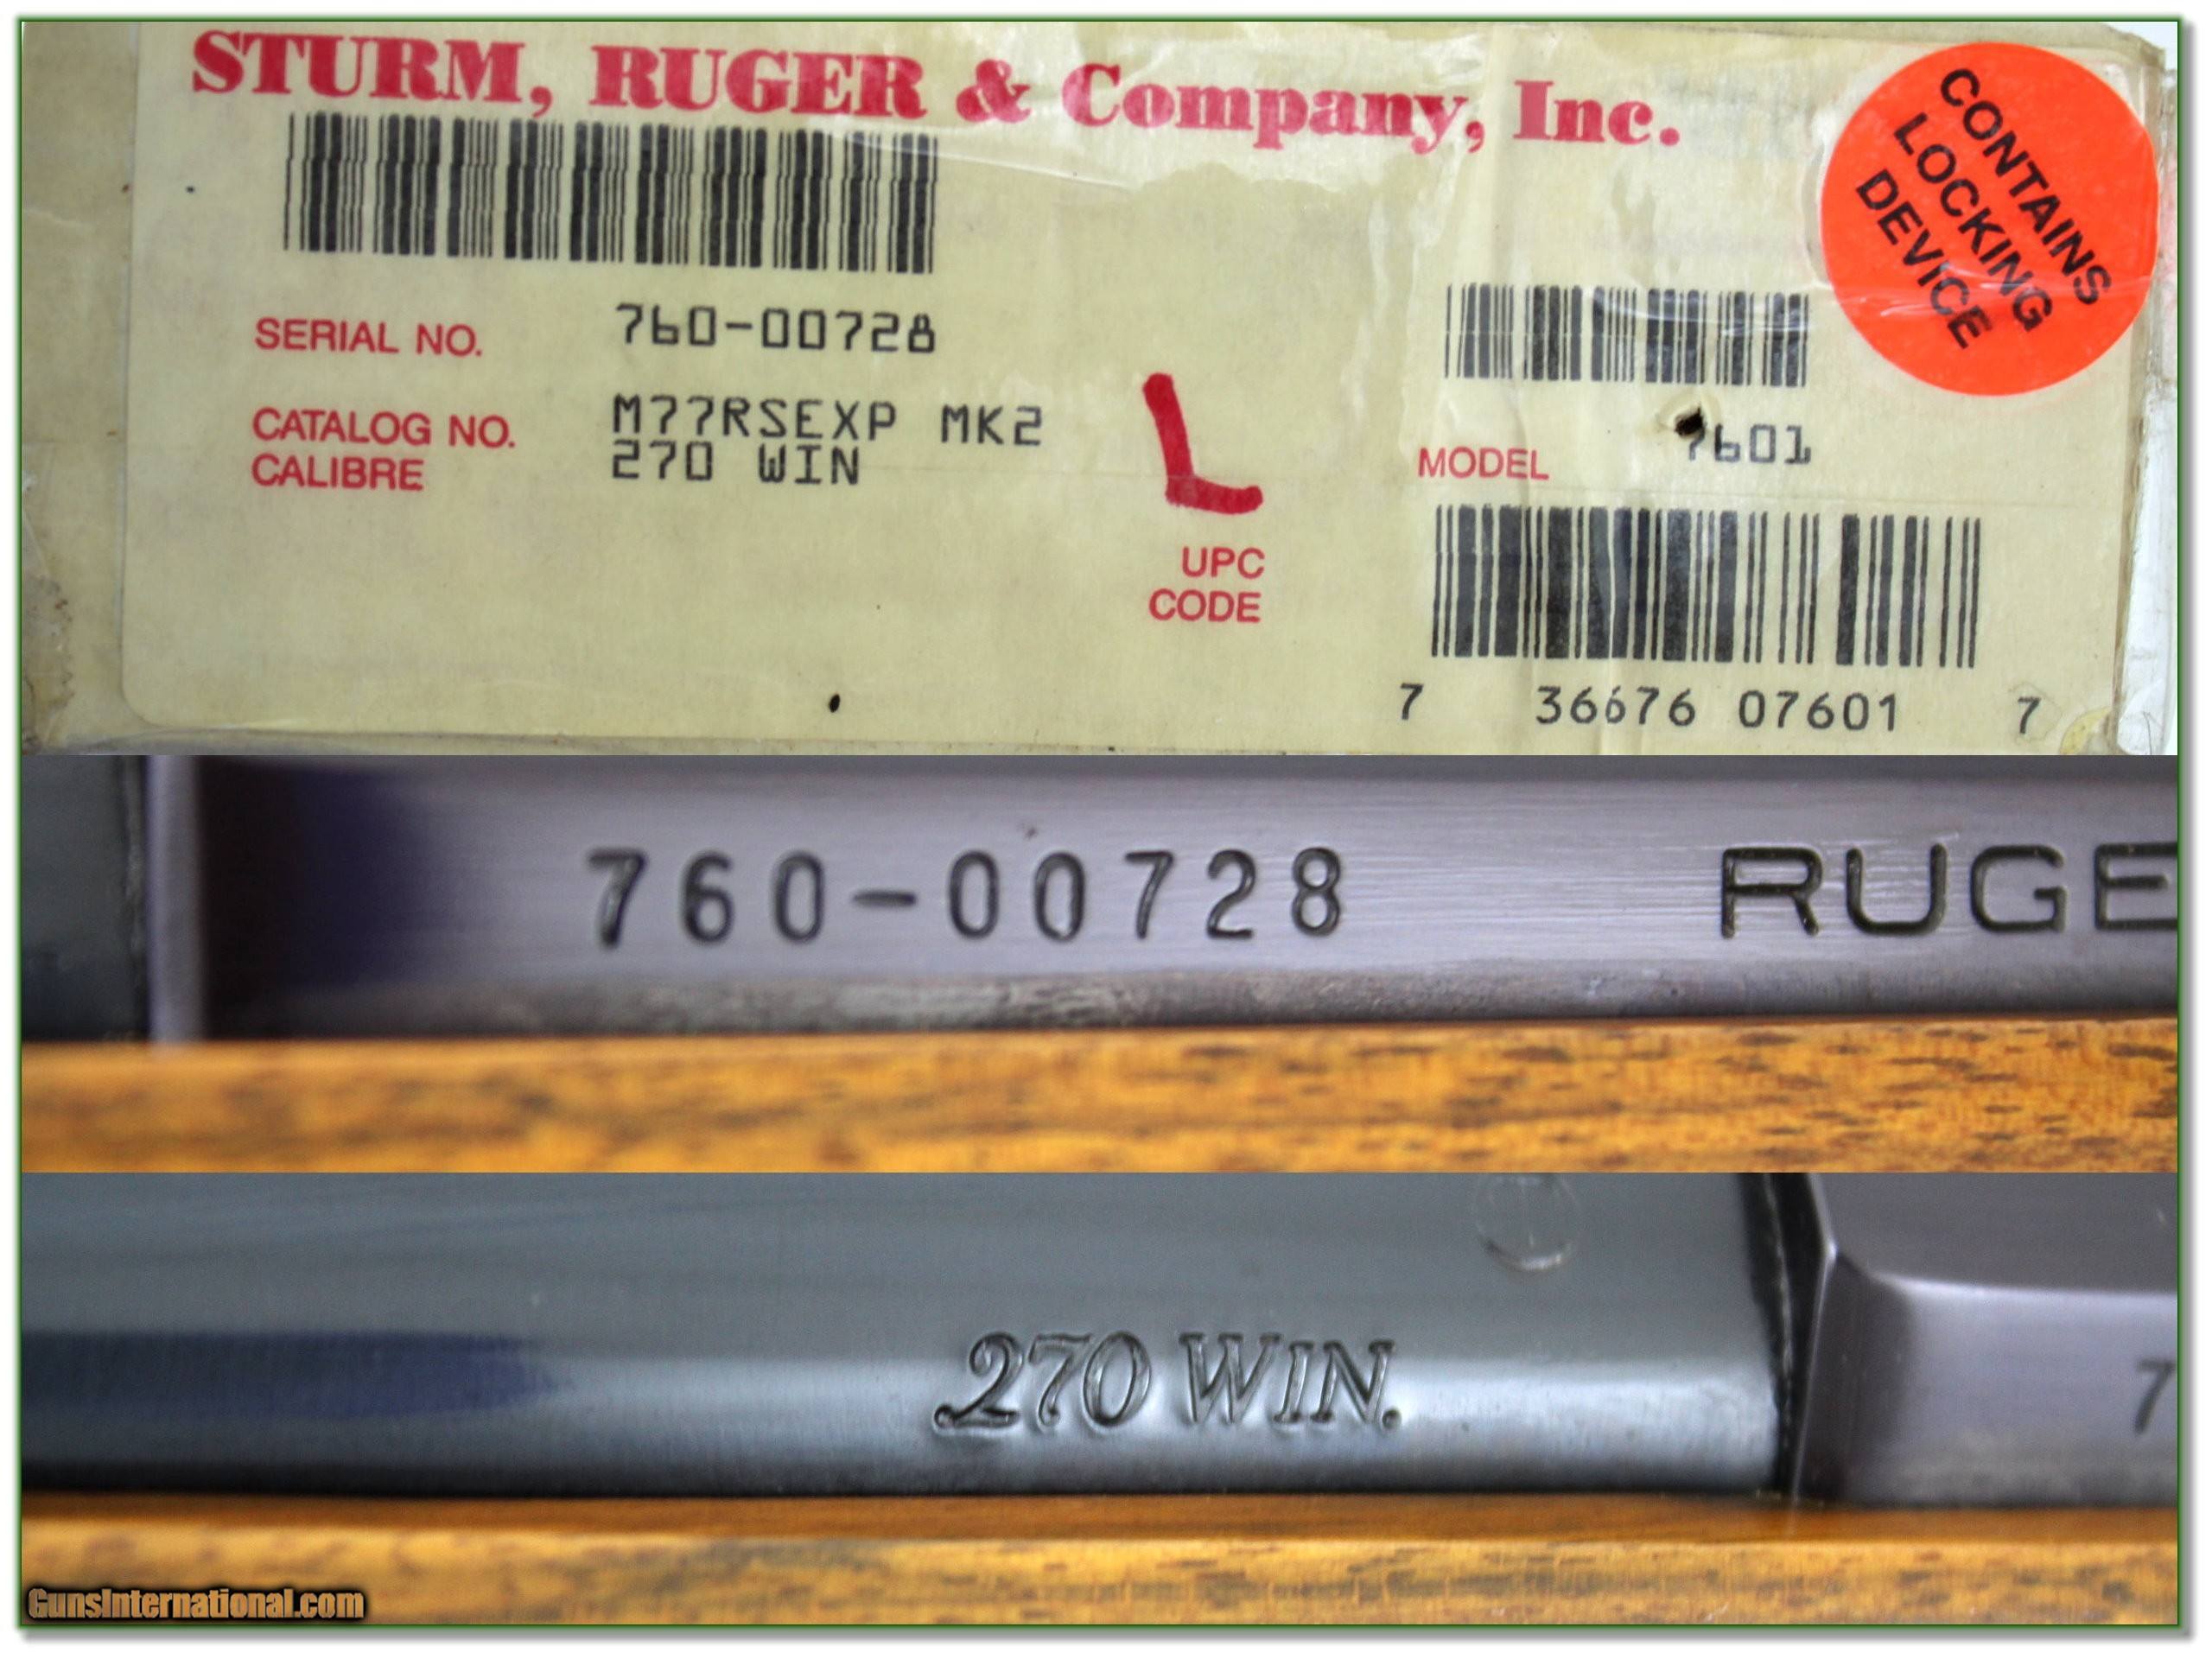 STURM, RUGER & Company, Inc.
CONTAINS
LOCKING
DEVICE
SERIAL NO. 760-00728
CATALOG NO. M77RSEXP MK2
CALIBRE 270 WIN
L
7601
MODEL
UPC
CODE
7 36676 07601 7
760-00728 RUGE
.270 WIN.
7
GunsInternational.com